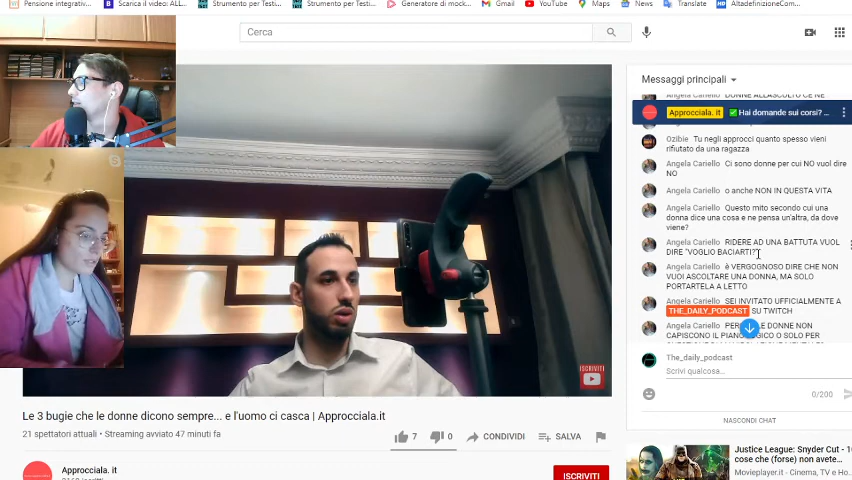 Pensione integrativ...
Scarica il video: ALL...
Strumento per Testi...
Strumento per Testi...
Generatore di mock...
Gmail
YouTube
Maps
News
Translate
AltadefinizioneCom...
Cerca
Messaggi principali
Angela Cariello DONNE ALL'ASCOLTO CE NE
Approcciala. it ✅ Hai domande sui corsi? ...
Ozibie Tu negli approcci quanto spesso vieni
rifiutato da una ragazza
Angela Cariello Ci sono donne per cui NO vuol dire
NO
Angela Cariello o anche NON IN QUESTA VITA
Angela Cariello Questo mito secondo cui una
donna dice una cosa e ne pensa un'altra, da dove
viene?
Angela Cariello RIDERE AD UNA BATTUTA VUOL
DIRE "VOGLIO BACIARTI?"
Angela Cariello è VERGOGNOSO DIRE CHE NON
VUOI ASCOLTARE UNA DONNA, MA SOLO
PORTARTELA A LETTO
Angela Cariello SEI INVITATO UFFICIALMENTE A
THE_DAILY_PODCAST SU TWITCH
Angela Cariello LE DONNE NON
CAPISCONO IL O SOLO PER
The_daily_podcast
Scrivi qualcosa...
0/200
NASCONDI CHAT
ISCRIVITI
Le 3 bugie che le donne dicono sempre... e l'uomo ci casca | Approcciala.it
21 spettatori attuali • Streaming avviato 47 minuti fa
7
0
CONDIVIDI
SALVA
Approcciala. it
ISCRIVITI
Justice League: Snyder Cut - 10
cose che (forse) non avete...
Movieplayer.it - Cinema, TV e Ho...